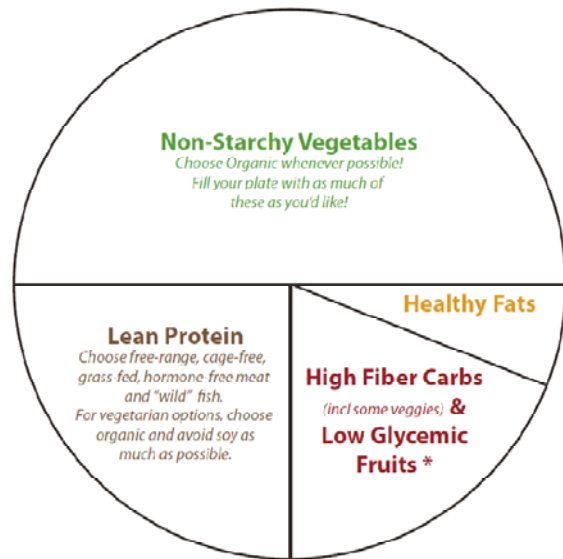 Non-Starchy Vegetables
Choose Organic whenever possible!
Fill your plate with as much of
these as you'd like!
Healthy Fats
Lean Protein
Choose free-range, cage-free,
grass-fed, hormone-free meat
and "wild" fish.
For vegetarian options, choose
organic and avoid soy as
much as possible.
High Fiber Carbs
(incl some veggies) &
Low Glycemic
Fruits *